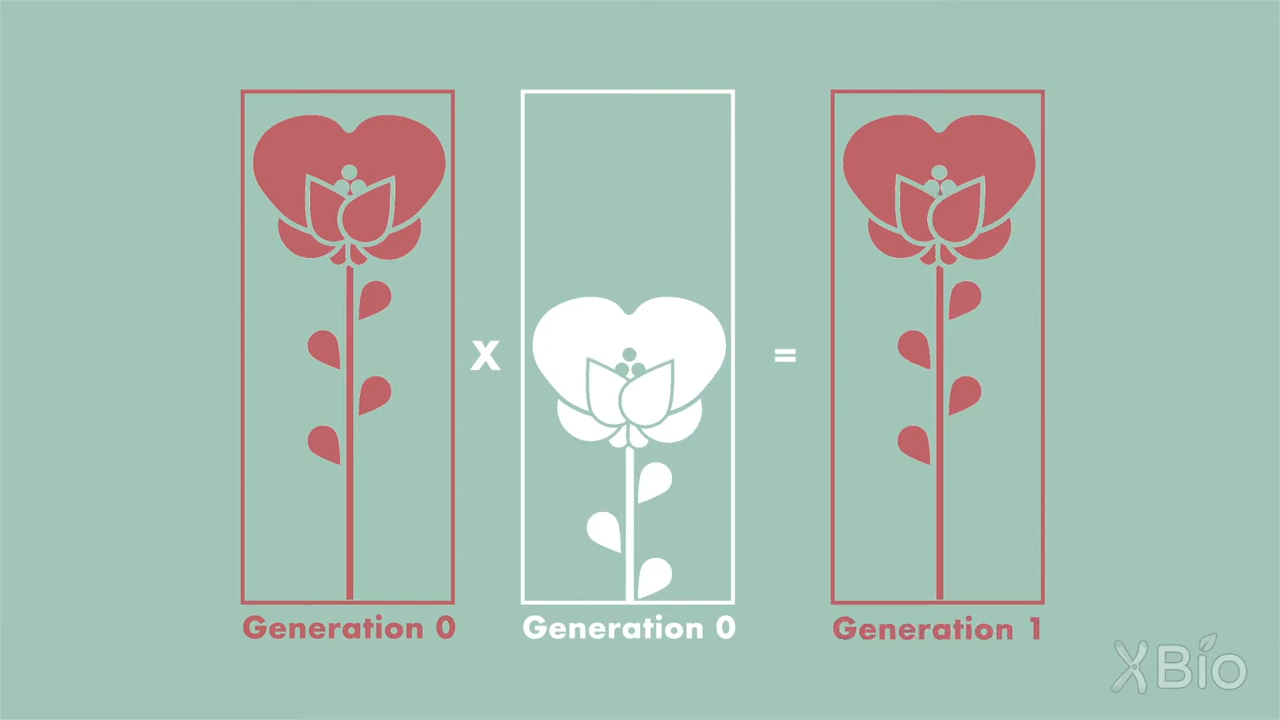 X
=
Generation 0
Generation 0
Generation 1
XBio